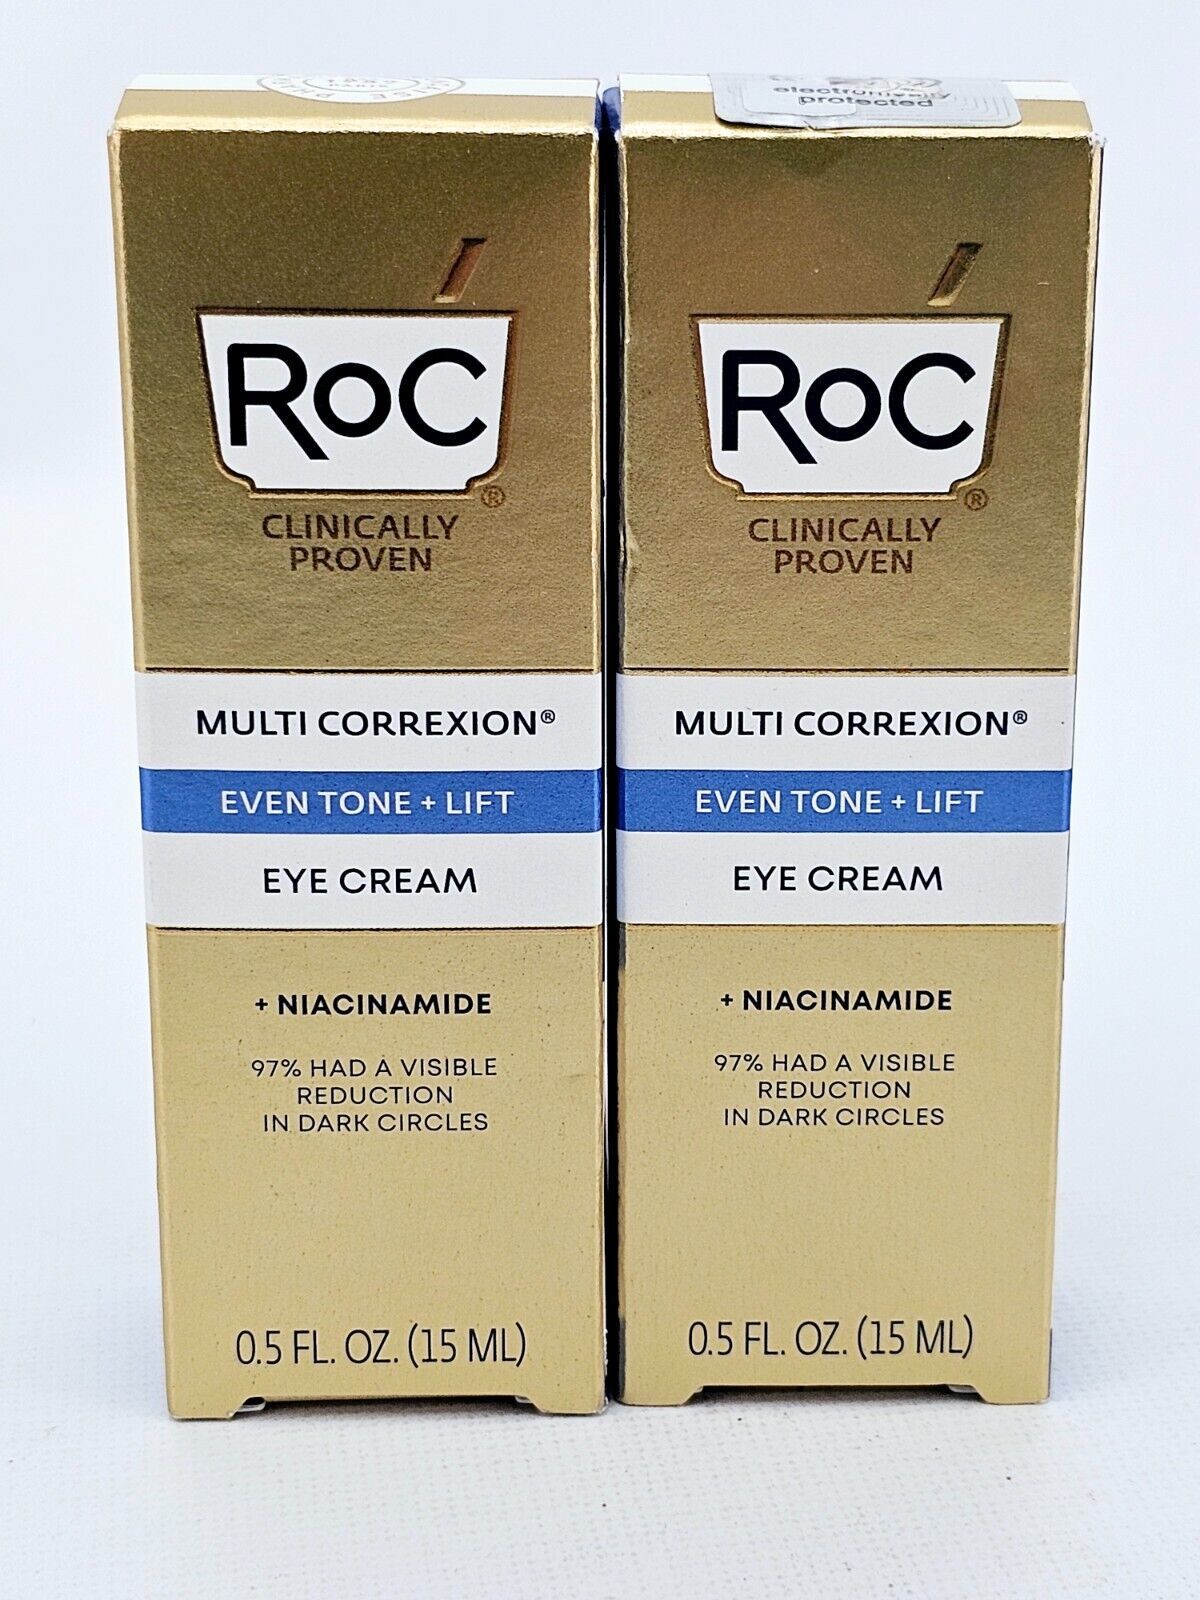 RoC®
CLINICALLY
PROVEN
MULTI CORREXION®
EVEN TONE + LIFT
EYE CREAM
+ NIACINAMIDE
97% HAD A VISIBLE
REDUCTION
IN DARK CIRCLES
0.5 FL. OZ. (15 ML)
protected
RoC®
CLINICALLY
PROVEN
MULTI CORREXION®
EVEN TONE + LIFT
EYE CREAM
+ NIACINAMIDE
97% HAD A VISIBLE
REDUCTION
IN DARK CIRCLES
0.5 FL. OZ. (15 ML)